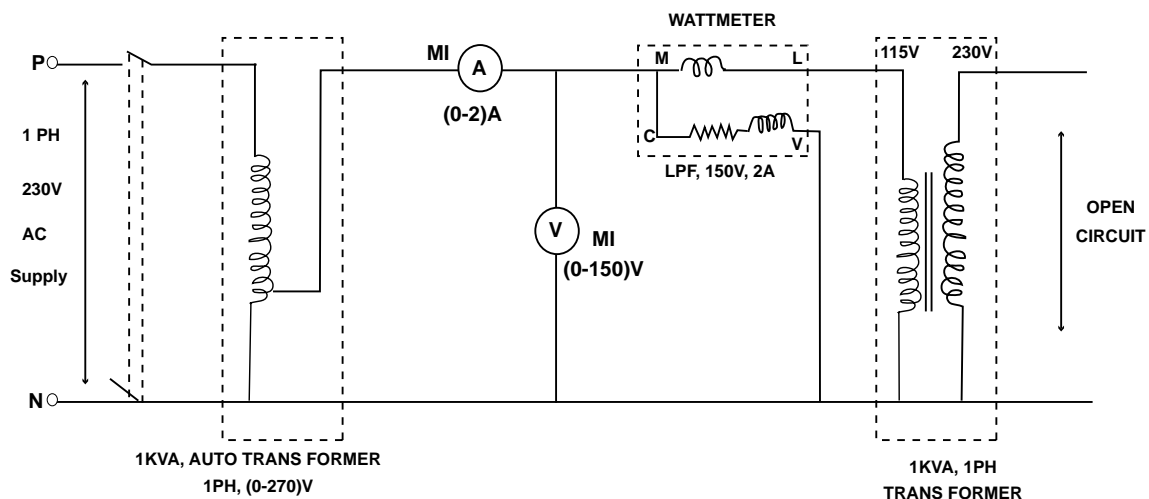 WATTMETER
P
1 PH
230V
AC
Supply
N
MI
A
(0-2)A
V
MI
(0-150)V
M
L
C
V
LPF, 150V, 2A
115V
230V
OPEN
CIRCUIT
1KVA, AUTO TRANS FORMER
1PH, (0-270)V
1KVA, 1PH
TRANS FORMER